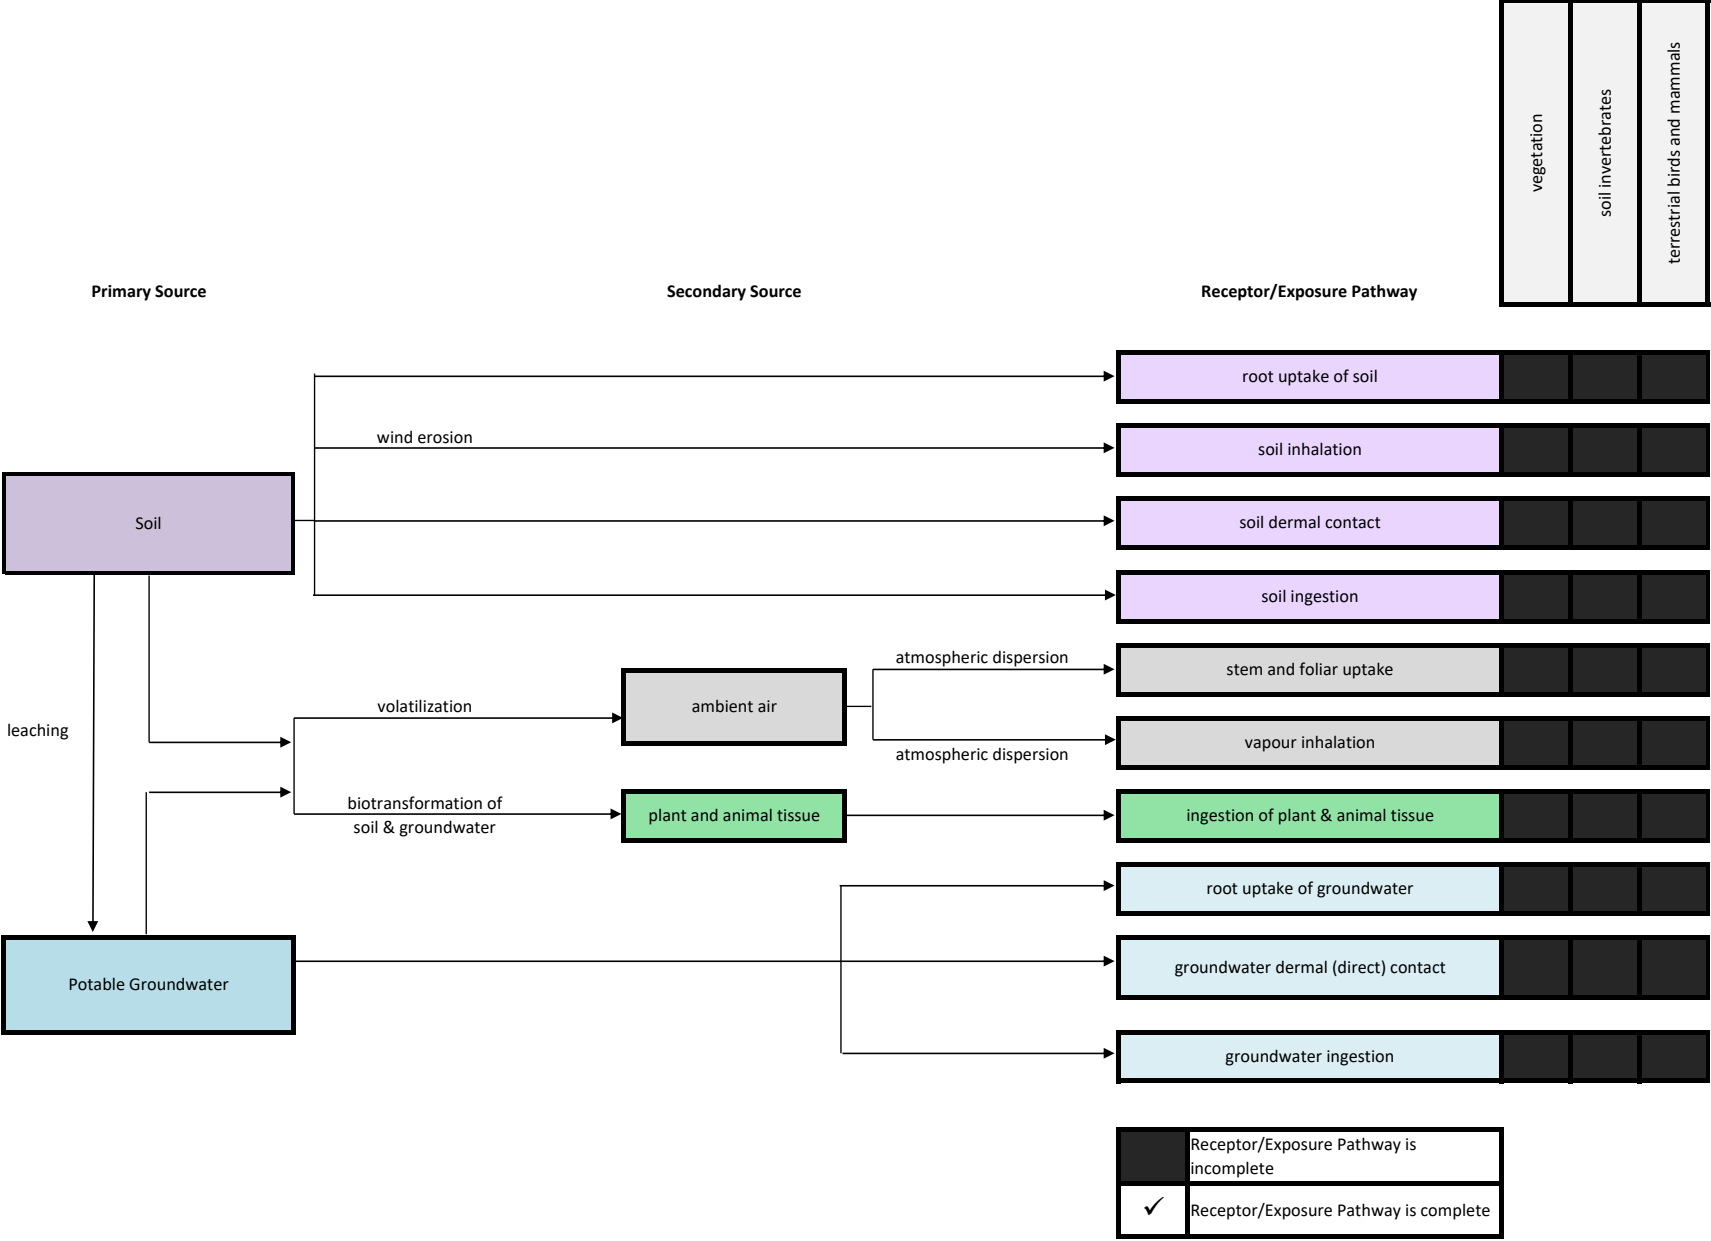 vegetation
soil invertebrates
terrestrial birds and mammals
Primary Source
Secondary Source
Receptor/Exposure Pathway
root uptake of soil
wind erosion
soil inhalation
Soil
soil dermal contact
soil ingestion
atmospheric dispersion
stem and foliar uptake
volatilization
ambient air
leaching
vapour inhalation
atmospheric dispersion
biotransformation of
soil & groundwater
plant and animal tissue
ingestion of plant & animal tissue
root uptake of groundwater
groundwater dermal (direct) contact
Potable Groundwater
groundwater ingestion
Receptor/Exposure Pathway is
incomplete
✓ Receptor/Exposure Pathway is complete